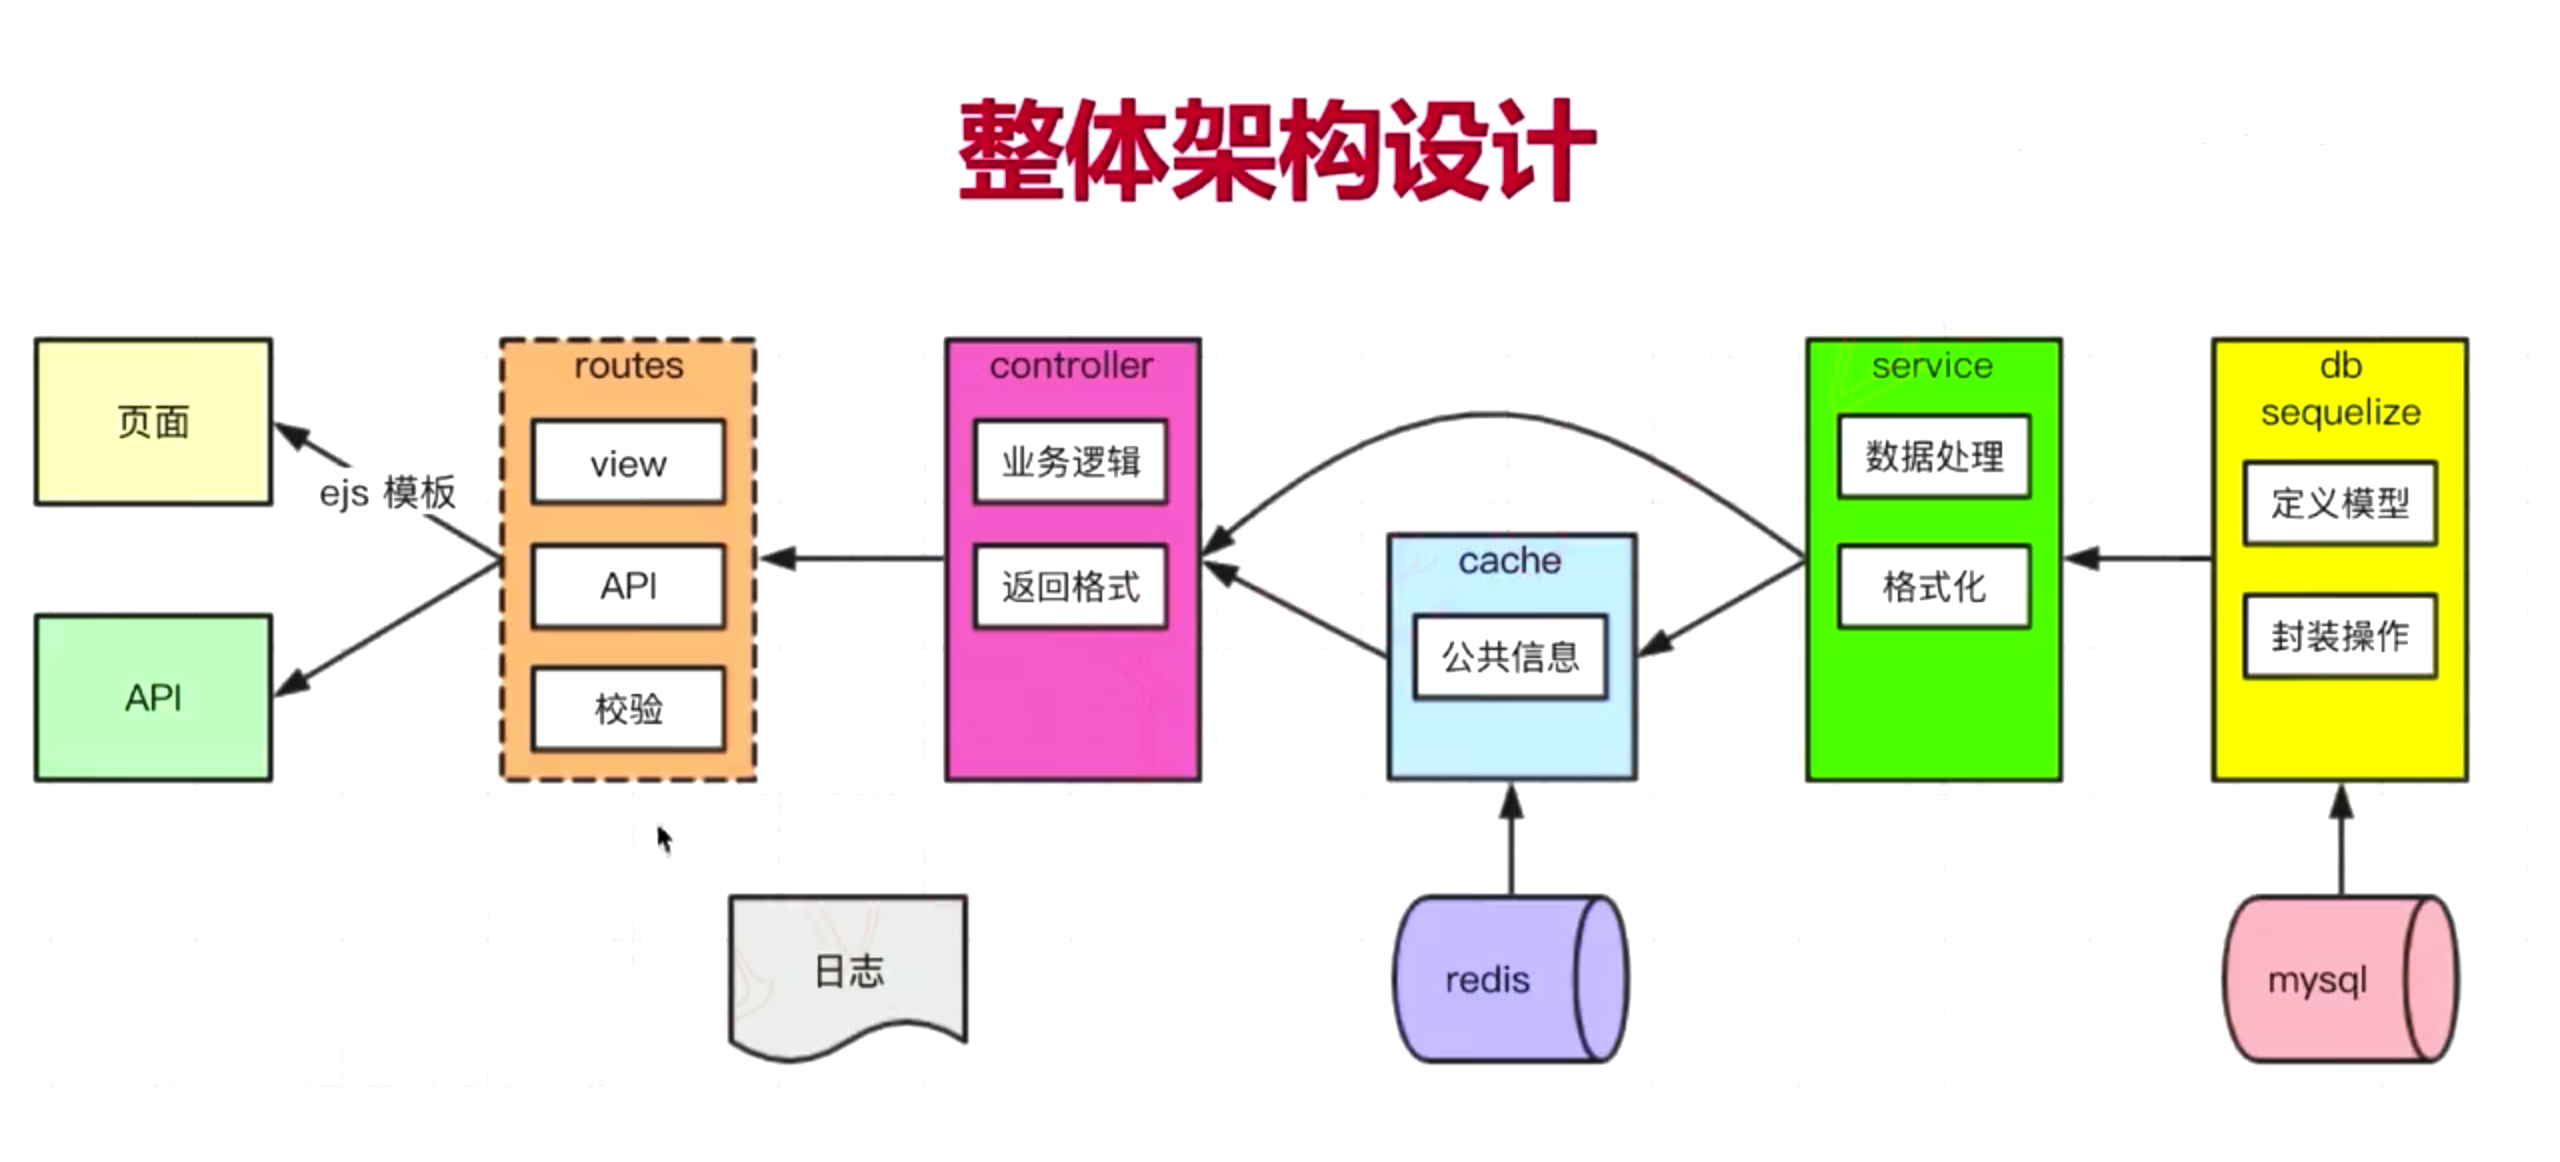 整体架构设计
页面
API
ejs 模板
routes
view
API
校验
controller
业务逻辑
返回格式
cache
公共信息
service
数据处理
格式化
db
sequelize
定义模型
封装操作
日志
redis
mysql